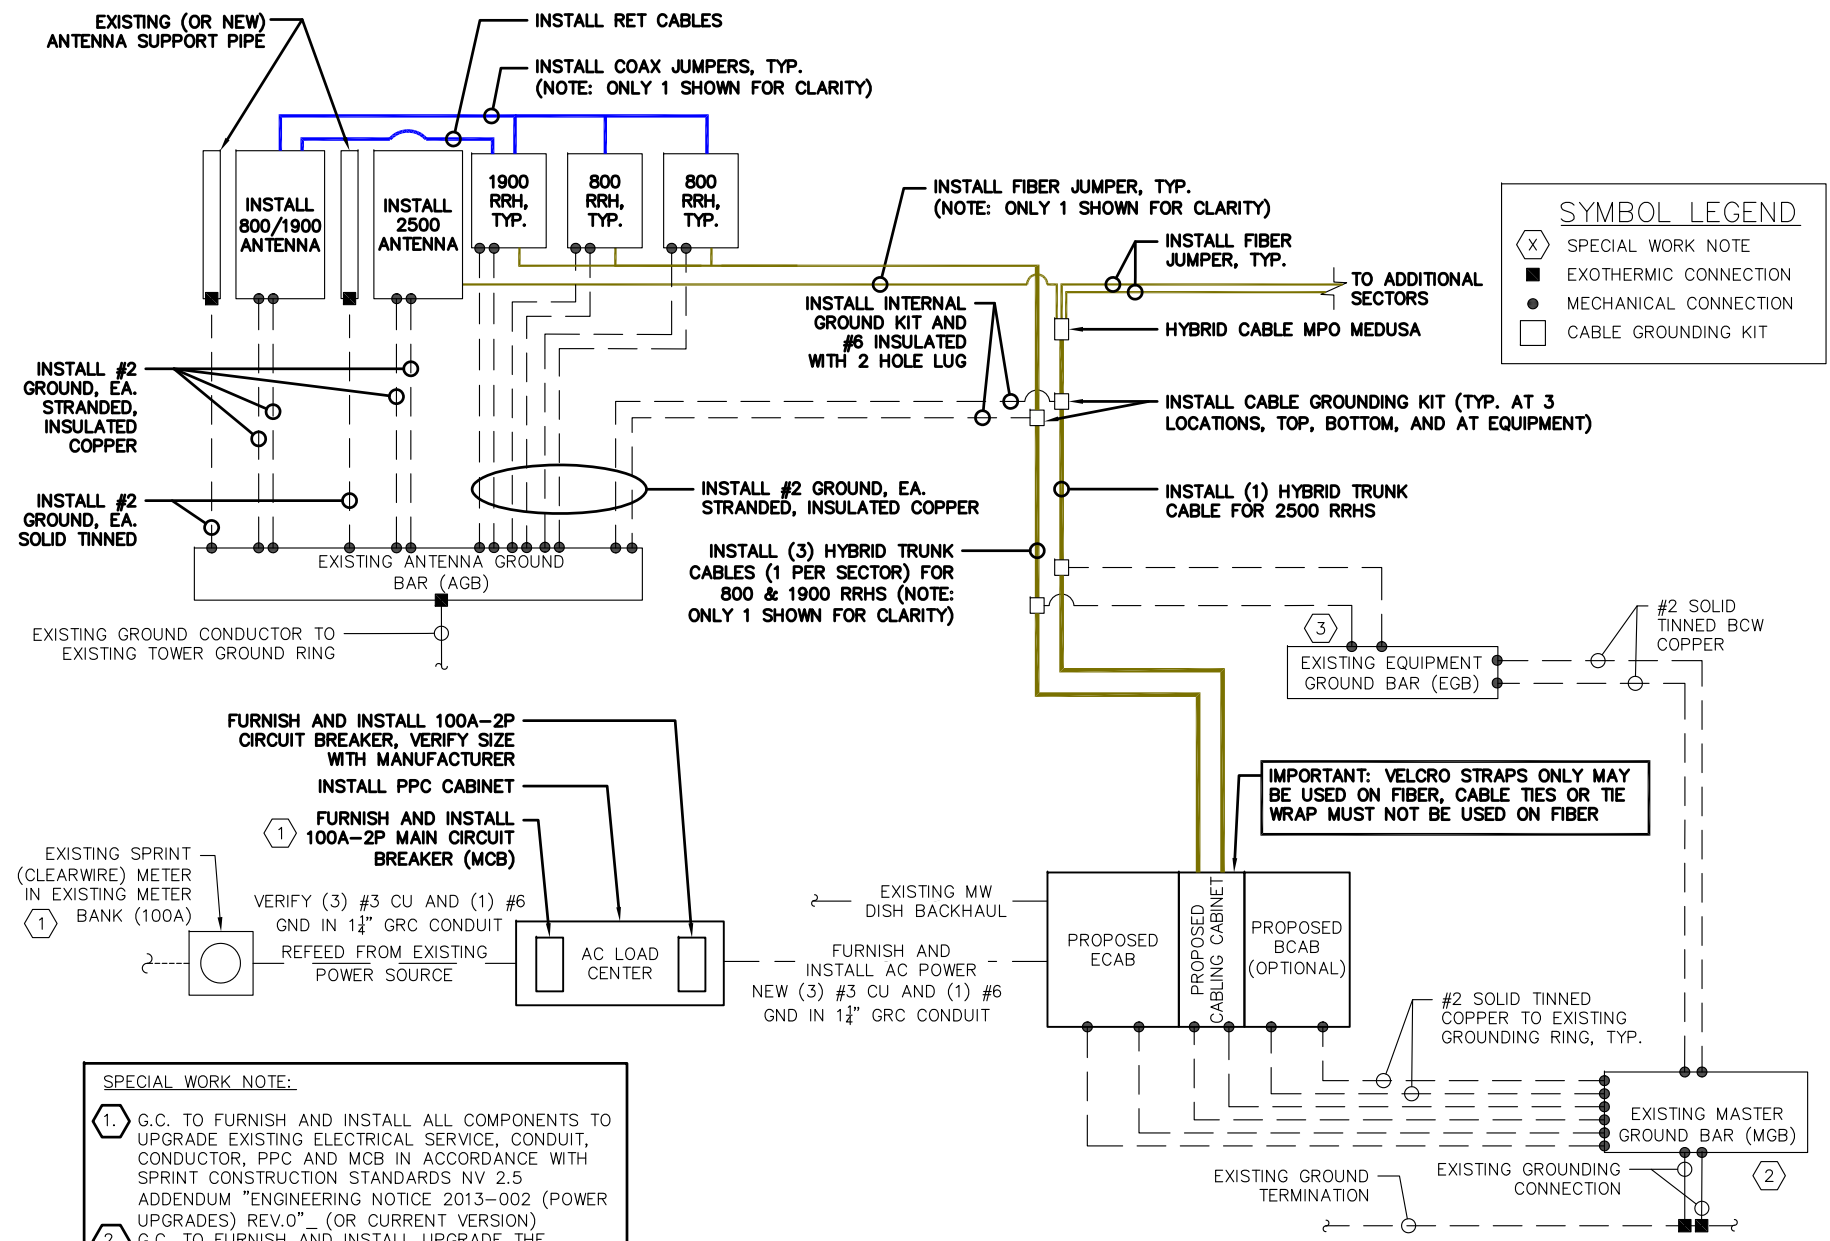 EXISTING (OR NEW)
ANTENNA SUPPORT PIPE
INSTALL RET CABLES
INSTALL COAX JUMPERS, TYP.
(NOTE: ONLY 1 SHOWN FOR CLARITY)
INSTALL
800/1900
ANTENNA
INSTALL
2500
ANTENNA
1900
RRH,
TYP.
800
RRH,
TYP.
800
RRH,
TYP.
INSTALL FIBER JUMPER, TYP.
(NOTE: ONLY 1 SHOWN FOR CLARITY)
INSTALL FIBER
JUMPER, TYP.
TO ADDITIONAL
SECTORS
SYMBOL LEGEND
X SPECIAL WORK NOTE
EXOTHERMIC CONNECTION
MECHANICAL CONNECTION
CABLE GROUNDING KIT
INSTALL INTERNAL
GROUND KIT AND
#6 INSULATED
WITH 2 HOLE LUG
HYBRID CABLE MPO MEDUSA
INSTALL #2
GROUND, EA.
STRANDED,
INSULATED
COPPER
INSTALL CABLE GROUNDING KIT (TYP. AT 3
LOCATIONS, TOP, BOTTOM, AND AT EQUIPMENT)
INSTALL #2
GROUND, EA.
SOLID TINNED
INSTALL #2 GROUND, EA.
STRANDED, INSULATED COPPER
INSTALL (1) HYBRID TRUNK
CABLE FOR 2500 RRHS
EXISTING ANTENNA GROUND
BAR (AGB)
INSTALL (3) HYBRID TRUNK
CABLES (1 PER SECTOR) FOR
800 & 1900 RRHS (NOTE:
ONLY 1 SHOWN FOR CLARITY)
EXISTING GROUND CONDUCTOR TO
EXISTING TOWER GROUND RING
3
EXISTING EQUIPMENT
GROUND BAR (EGB)
#2 SOLID
TINNED BCW
COPPER
FURNISH AND INSTALL 100A-2P
CIRCUIT BREAKER, VERIFY SIZE
WITH MANUFACTURER
INSTALL PPC CABINET
1
FURNISH AND INSTALL
100A-2P MAIN CIRCUIT
BREAKER (MCB)
IMPORTANT: VELCRO STRAPS ONLY MAY
BE USED ON FIBER, CABLE TIES OR TIE
WRAP MUST NOT BE USED ON FIBER
EXISTING SPRINT
(CLEARWIRE) METER
IN EXISTING METER
BANK (100A)
1
VERIFY (3) #3 CU AND (1) #6
GND IN 1¼" GRC CONDUIT
REFEED FROM EXISTING
POWER SOURCE
AC LOAD
CENTER
EXISTING MW
DISH BACKHAUL
FURNISH AND
INSTALL AC POWER
NEW (3) #3 CU AND (1) #6
GND IN 1¼" GRC CONDUIT
PROPOSED
ECAB
PROPOSED
CABLING CABINET
PROPOSED
BCAB
(OPTIONAL)
#2 SOLID TINNED
COPPER TO EXISTING
GROUNDING RING, TYP.
EXISTING MASTER
GROUND BAR (MGB)
2
EXISTING GROUND
TERMINATION
EXISTING GROUNDING
CONNECTION
SPECIAL WORK NOTE:
1. G.C. TO FURNISH AND INSTALL ALL COMPONENTS TO
UPGRADE EXISTING ELECTRICAL SERVICE, CONDUIT,
CONDUCTOR, PPC AND MCB IN ACCORDANCE WITH
SPRINT CONSTRUCTION STANDARDS NV 2.5
ADDENDUM "ENGINEERING NOTICE 2013-002 (POWER
UPGRADES) REV.0"_ (OR CURRENT VERSION)
2. G.C. TO FURNISH AND INSTALL UPGRADE THE